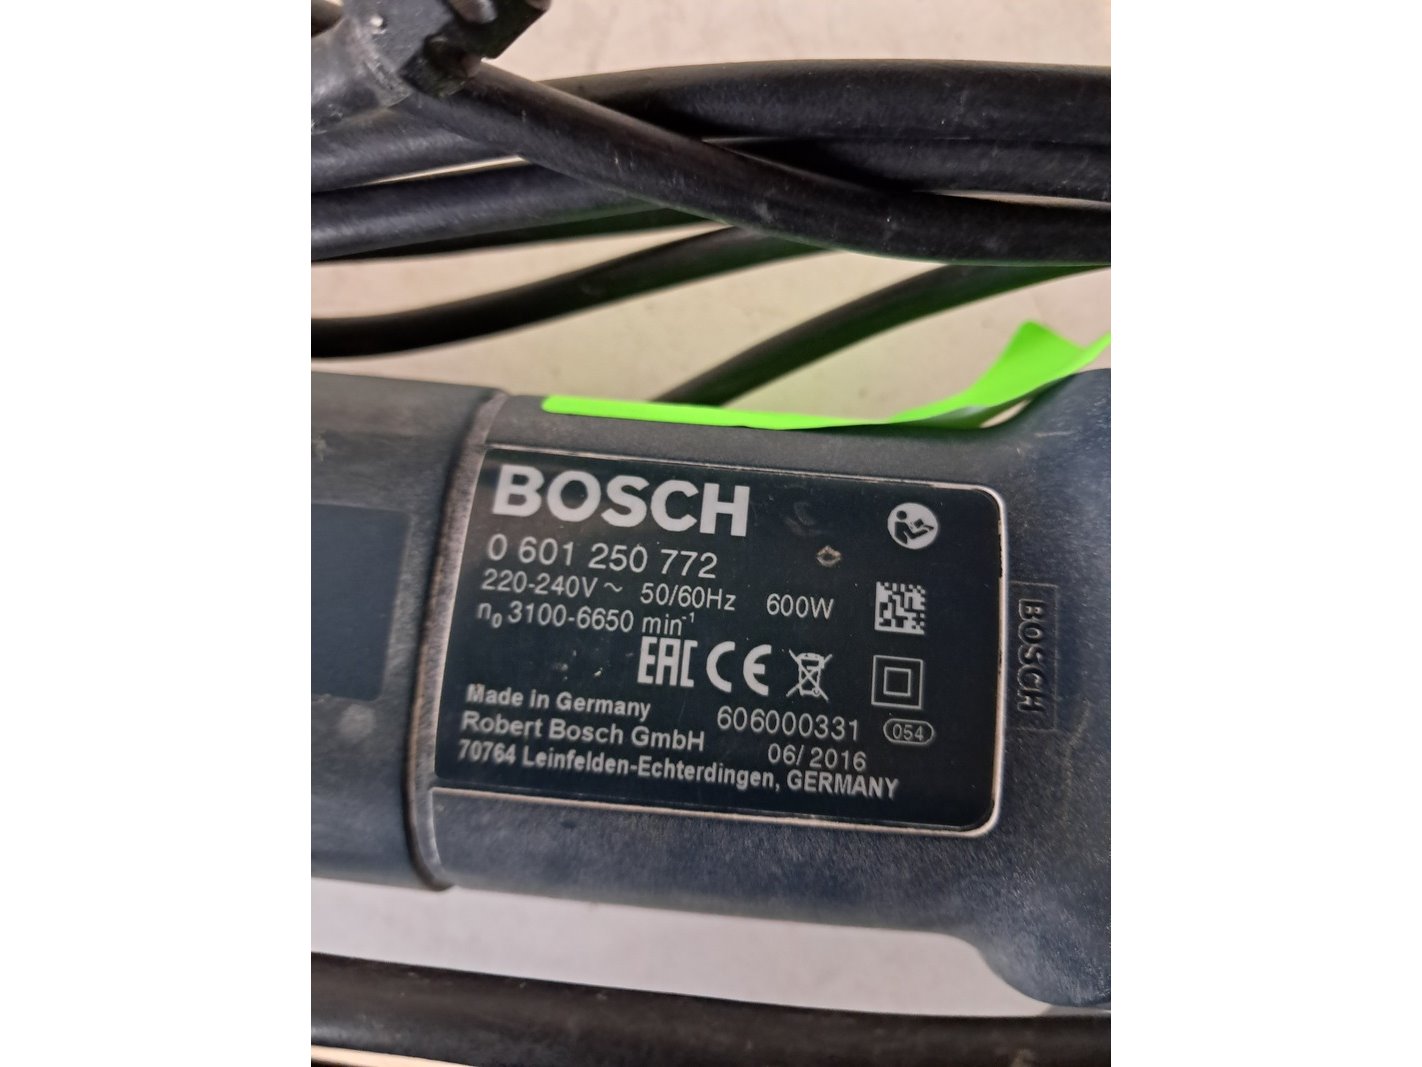 BOSCH
0 601 250 772
220-240V ~ 50/60Hz 600W
n₀ 3100-6650 min⁻¹
EAC CE
Made in Germany
606000331 054
Robert Bosch GmbH
06/2016
70764 Leinfelden-Echterdingen, GERMANY
BOSCH